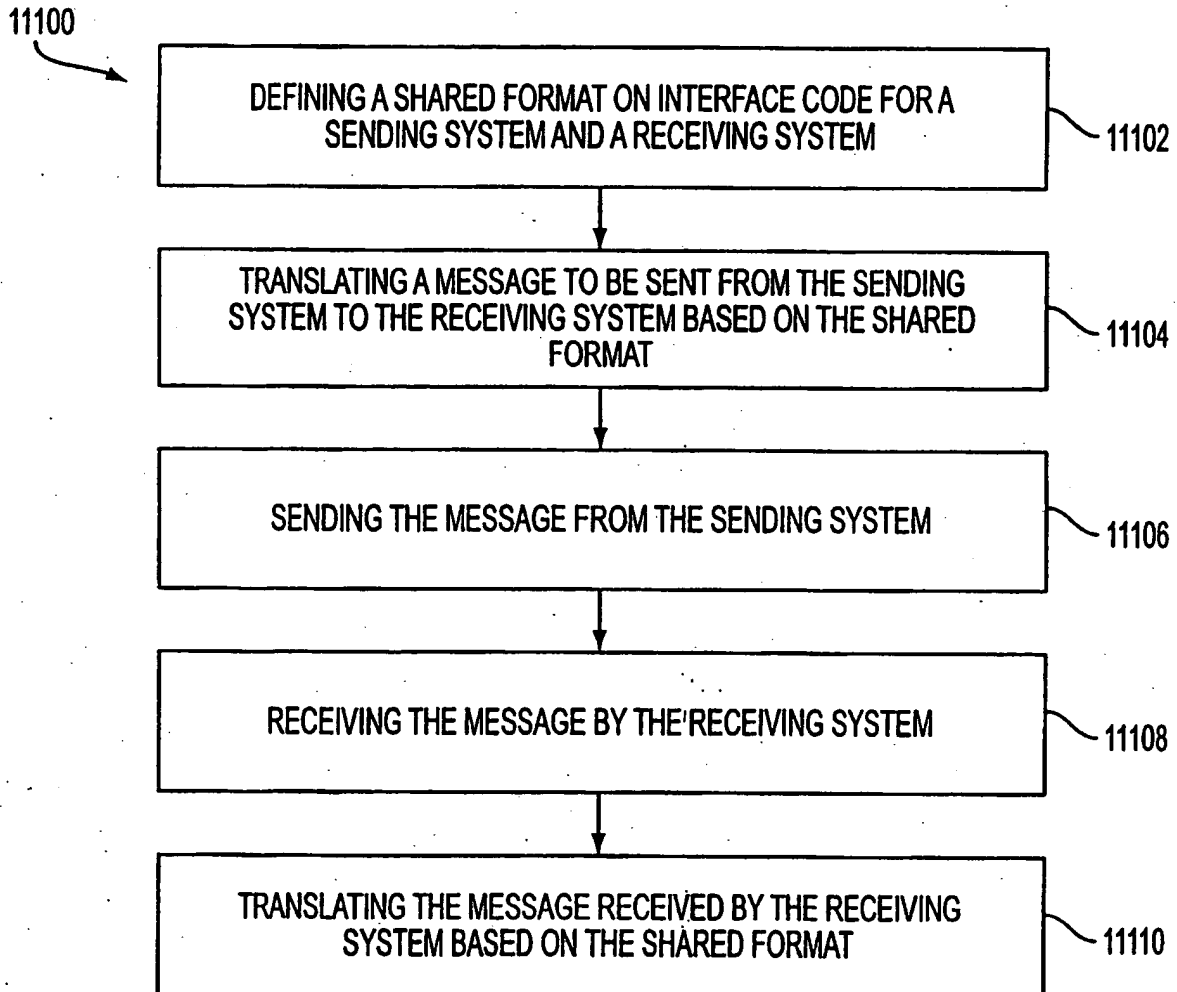 11100
DEFINING A SHARED FORMAT ON INTERFACE CODE FOR A
SENDING SYSTEM AND A RECEIVING SYSTEM
11102
TRANSLATING A MESSAGE TO BE SENT FROM THE SENDING
SYSTEM TO THE RECEIVING SYSTEM BASED ON THE SHARED
FORMAT
11104
SENDING THE MESSAGE FROM THE SENDING SYSTEM
11106
RECEIVING THE MESSAGE BY THE RECEIVING SYSTEM
11108
TRANSLATING THE MESSAGE RECEIVED BY THE RECEIVING
SYSTEM BASED ON THE SHARED FORMAT
11110